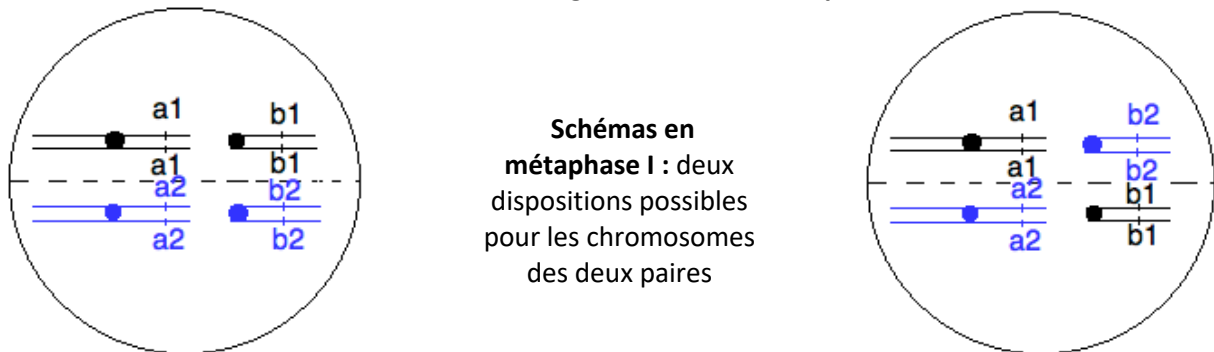 a1 b1
a1 b1
a2 b2
a2 b2
Schémas en
métaphase I : deux
dispositions possibles
pour les chromosomes
des deux paires
a1 b2
a1 b2
a2 b1
a2 b1